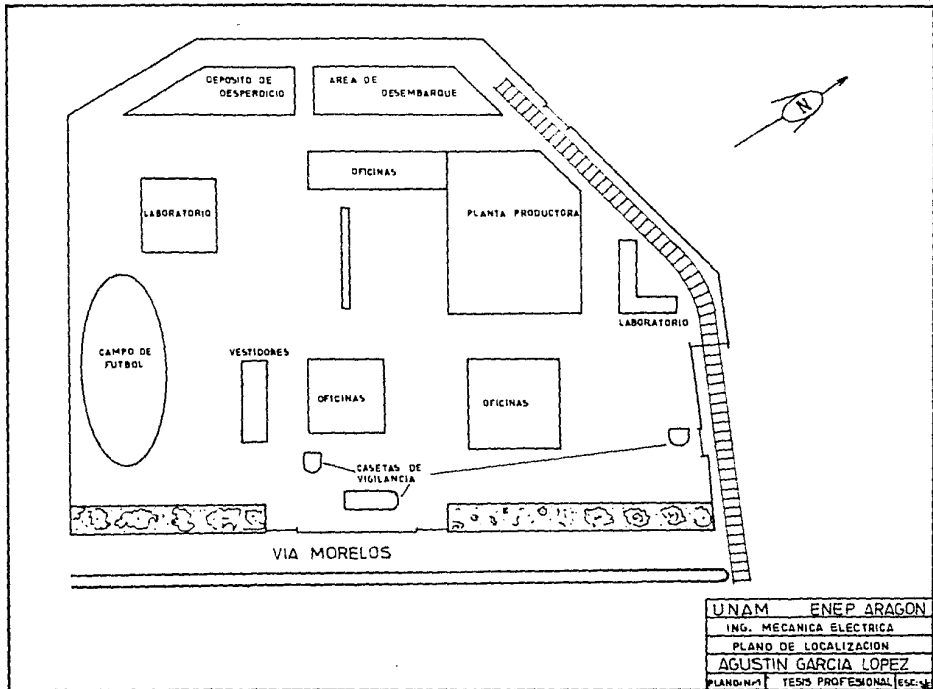 DEPOSITO DE
DESPERDICIO
AREA DE
DESEMBARQUE
N
OFICINAS
LABORATORIO
PLANTA PRODUCTORA
LABORATORIO
CAMPO DE
FUTBOL
VESTIDORES
OFICINAS
OFICINAS
CASETAS DE
VIGILANCIA
VIA MORELOS
UNAM ENEP ARAGON
ING. MECANICA ELECTRICA
PLANO DE LOCALIZACION
AGUSTIN GARCIA LOPEZ
TESIS PROFESIONAL